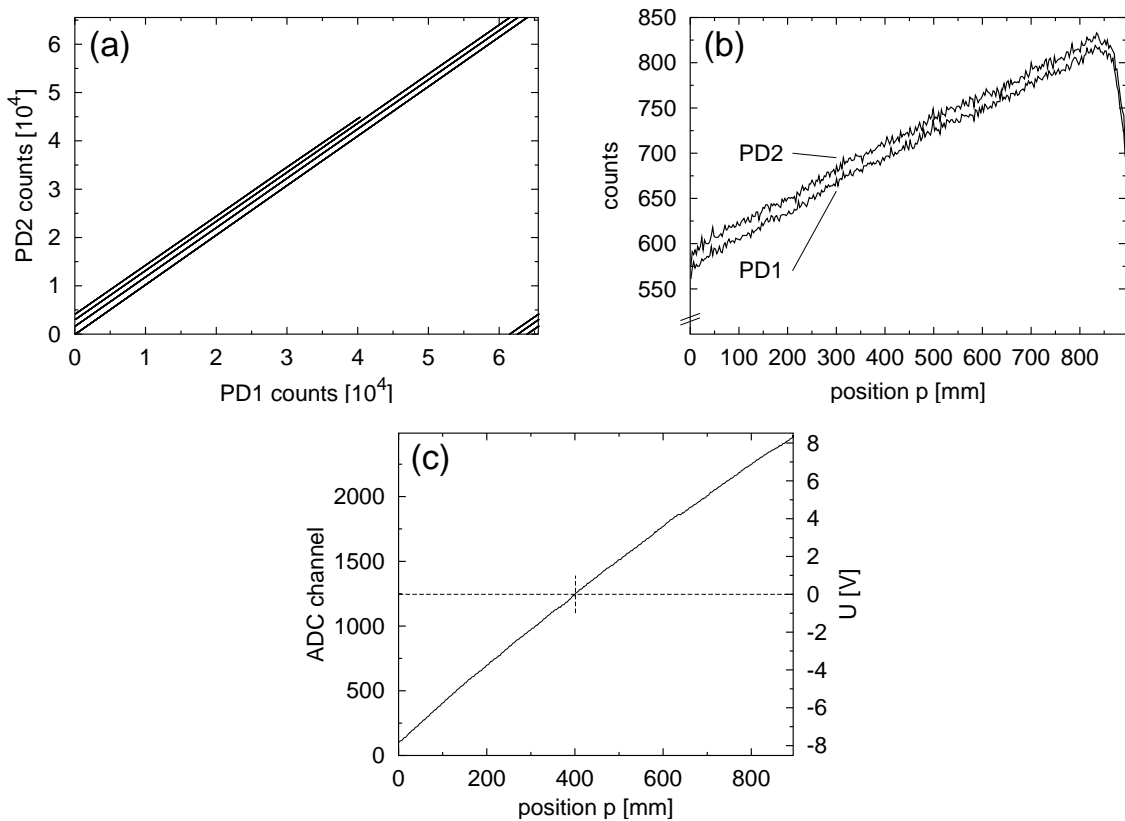 (a)
PD2 counts [10^4]
6
5
4
3
2
1
0
0 1 2 3 4 5 6
PD1 counts [10^4]
(b)
counts
850
800
750
700
650
600
550
PD2
PD1
0 100 200 300 400 500 600 700 800
position p [mm]
(c)
ADC channel
2000
1500
1000
500
0
8
6
4
2
0
-2
-4
-6
-8
U [V]
0 200 400 600 800
position p [mm]